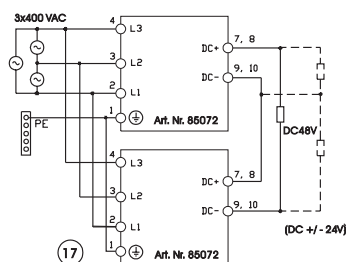 3x400 VAC
4
L3
7, 8
DC+
3
L2
9, 10
DC-
2
L1
1
PE
Art. Nr. 85072
DC48V
4
L3
7, 8
DC+
3
L2
9, 10
DC-
2
L1
(DC +/- 24V)
1
Art. Nr. 85072
17